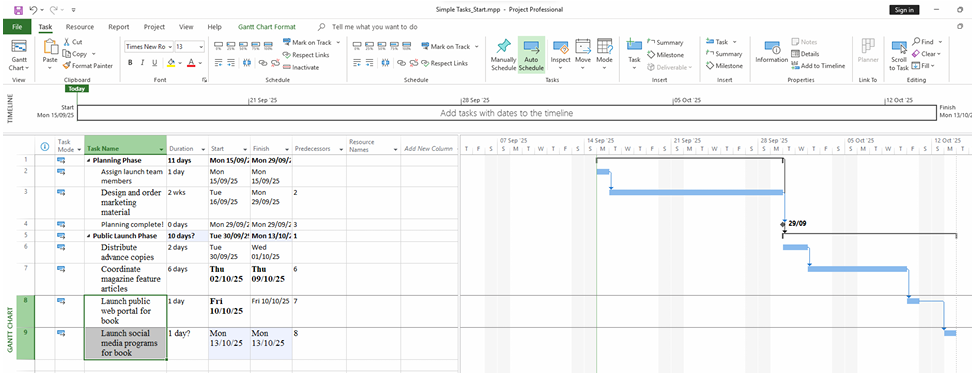 Simple Tasks_Start.mpp - Project Professional
Sign in
File Task Resource Report Project View Help Gantt Chart Format Tell me what you want to do
Gantt Chart
Paste
Cut
Copy
Format Painter
Times New Ro 13
B I U A
Mark on Track
Respect Links
Inactivate
Mark on Track
Respect Links
Manually Schedule
Auto Schedule
Inspect
Move
Mode
Task
Summary
Milestone
Deliverable
Task
Summary
Milestone
Information
Notes
Details
Add to Timeline
Planner
Scroll to Task
Find
Clear
Fill
View Clipboard Font Schedule Schedule Tasks Insert Insert Properties Link To Editing
Today
TIMELINE
Start
Mon 15/09/25
21 Sep '25 28 Sep '25 05 Oct '25 12 Oct '25
Add tasks with dates to the timeline
Finish
Mon 13/10/2
Task Mode Task Name Duration Start Finish Predecessors Resource Names Add New Column
07 Sep '25 14 Sep '25 21 Sep '25 28 Sep '25 05 Oct '25 12 Oct '25
T F S S M T W T F S S M T W T F S S M T W T F S S M T W T F S S M T W T F S S M T
1 Planning Phase 11 days Mon 15/09/2 Mon 29/09/2
2 Assign launch team members 1 day Mon 15/09/25 Mon 15/09/25
3 Design and order marketing material 2 wks Tue 16/09/25 Mon 29/09/25 2
4 Planning complete! 0 days Mon 29/09/2 Mon 29/09/2 3
29/09
5 Public Launch Phase 10 days? Tue 30/09/25 Mon 13/10/2 1
6 Distribute advance copies 2 days Tue 30/09/25 Wed 01/10/25
7 Coordinate magazine feature articles 6 days Thu 02/10/25 Thu 09/10/25 6
8 Launch public web portal for book 1 day Fri 10/10/25 Fri 10/10/25 7
9 Launch social media programs for book 1 day? Mon 13/10/25 Mon 13/10/25 8
GANTT CHART